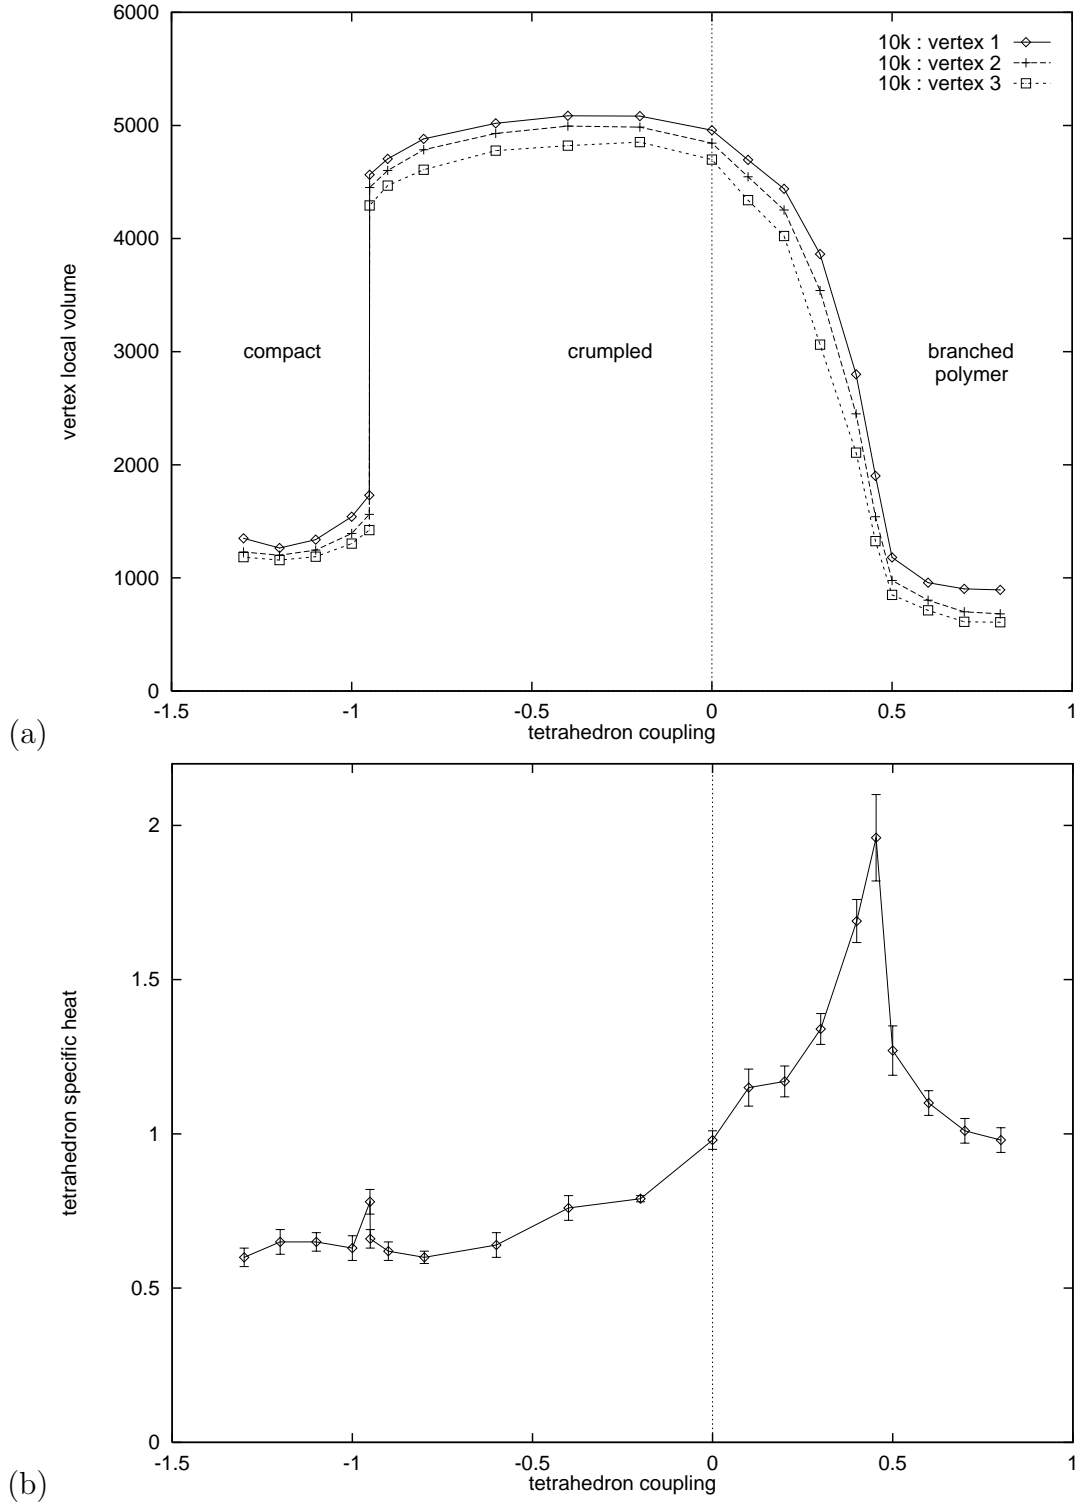 6000
5000
4000
3000
2000
1000
0
vertex local volume
10k : vertex 1
10k : vertex 2
10k : vertex 3
compact
crumpled
branched
polymer
-1.5
-1
-0.5
0
0.5
1
tetrahedron coupling
(a)
2
1.5
1
0.5
0
tetrahedron specific heat
-1.5
-1
-0.5
0
0.5
1
tetrahedron coupling
(b)